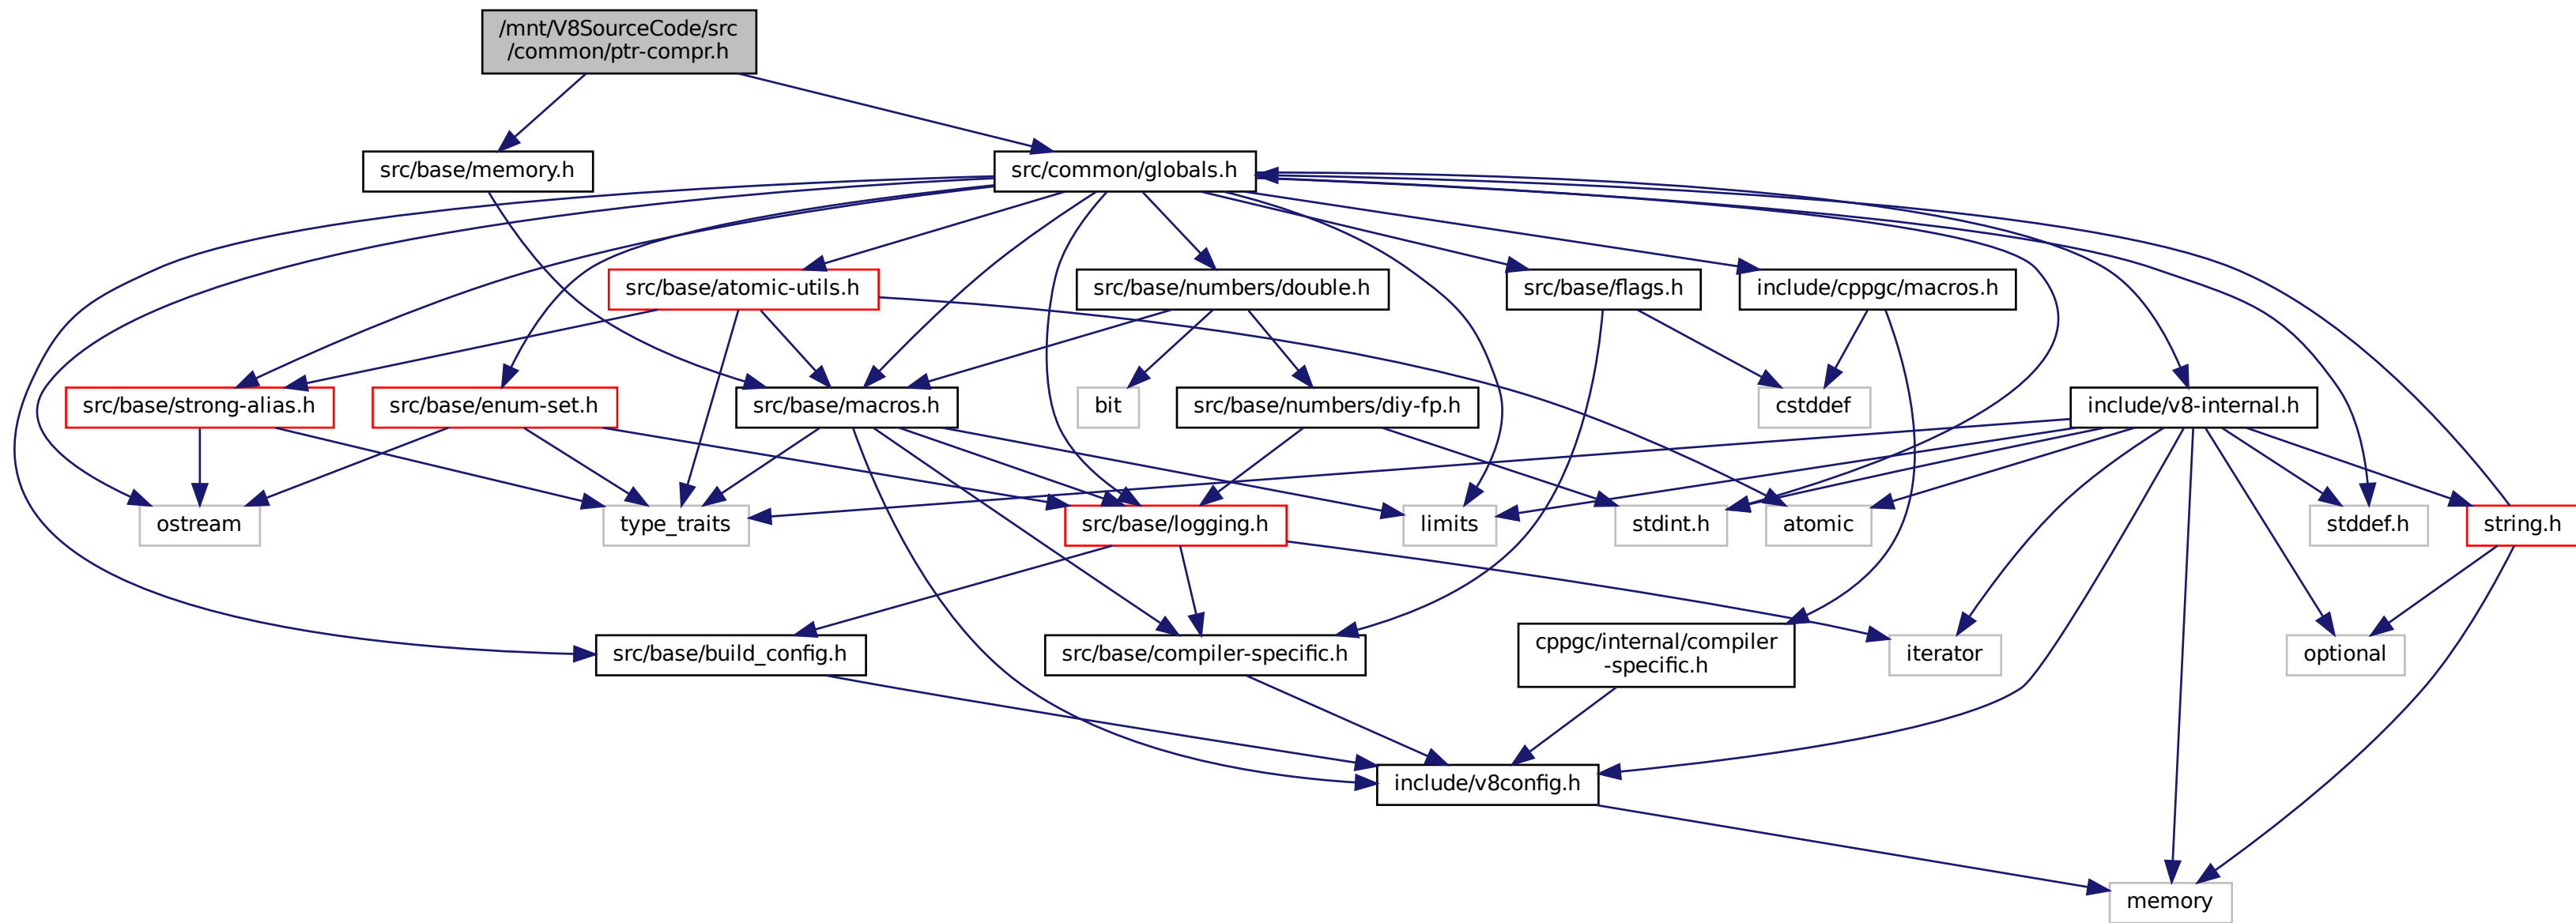 /mnt/V8SourceCode/src
/common/ptr-compr.h
src/base/memory.h
src/common/globals.h
src/base/atomic-utils.h
src/base/numbers/double.h
src/base/flags.h
include/cppgc/macros.h
src/base/strong-alias.h
src/base/enum-set.h
src/base/macros.h
bit
src/base/numbers/diy-fp.h
cstddef
include/v8-internal.h
ostream
type_traits
src/base/logging.h
limits
stdint.h
atomic
stddef.h
string.h
src/base/build_config.h
src/base/compiler-specific.h
cppgc/internal/compiler
-specific.h
iterator
optional
include/v8config.h
memory